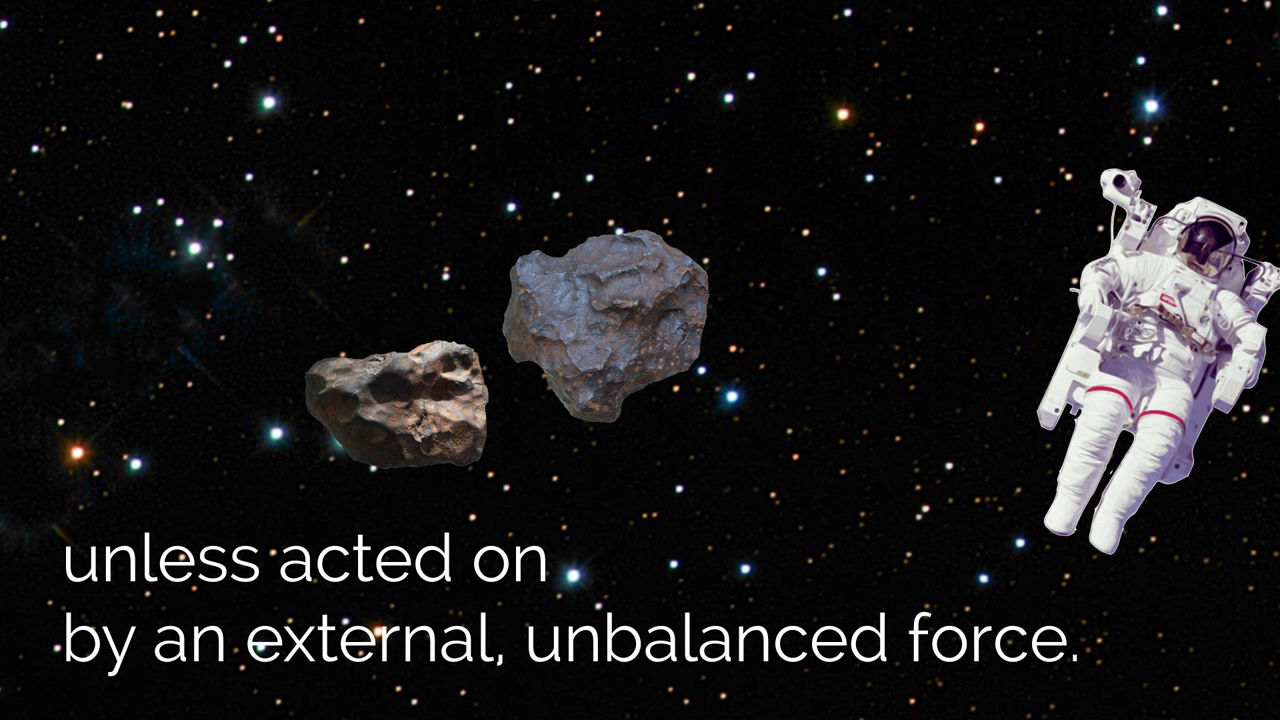 unless acted on
by an external, unbalanced force.